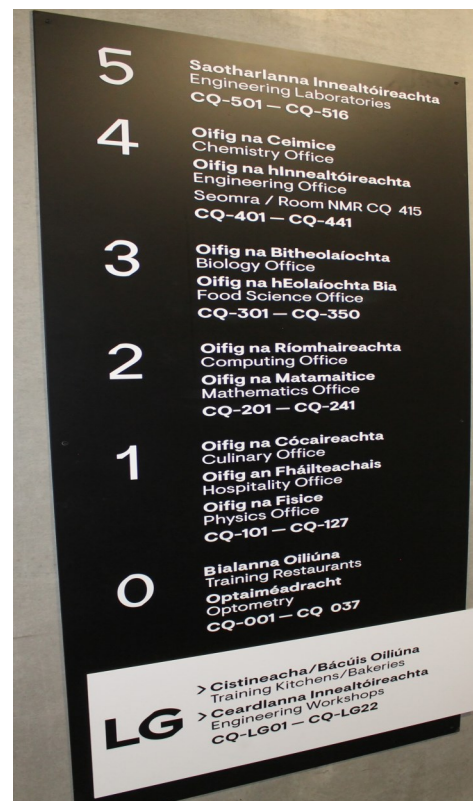 5
Saotharlanna Innealtóireachta
Engineering Laboratories
CQ-501 — CQ-516
4
Oifig na Ceimice
Chemistry Office
Oifig na hInnealtóireachta
Engineering Office
Seomra / Room NMR CQ 415
CQ-401 — CQ-441
3
Oifig na Bitheolaíochta
Biology Office
Oifig na hEolaíochta Bia
Food Science Office
CQ-301 — CQ-350
2
Oifig na Ríomhaireachta
Computing Office
Oifig na Matamaitice
Mathematics Office
CQ-201 — CQ-241
1
Oifig na Cócaireachta
Culinary Office
Oifig an Fháilteachais
Hospitality Office
Oifig na Fisice
Physics Office
CQ-101 — CQ-127
0
Bialanna Oiliúna
Training Restaurants
Optaiméadracht
Optometry
CQ-001 — CQ 037
LG
> Cistineacha/Bácúis Oiliúna
Training Kitchens/Bakeries
> Ceardlanna Innealtóireachta
Engineering Workshops
CQ-LG01 — CQ-LG22